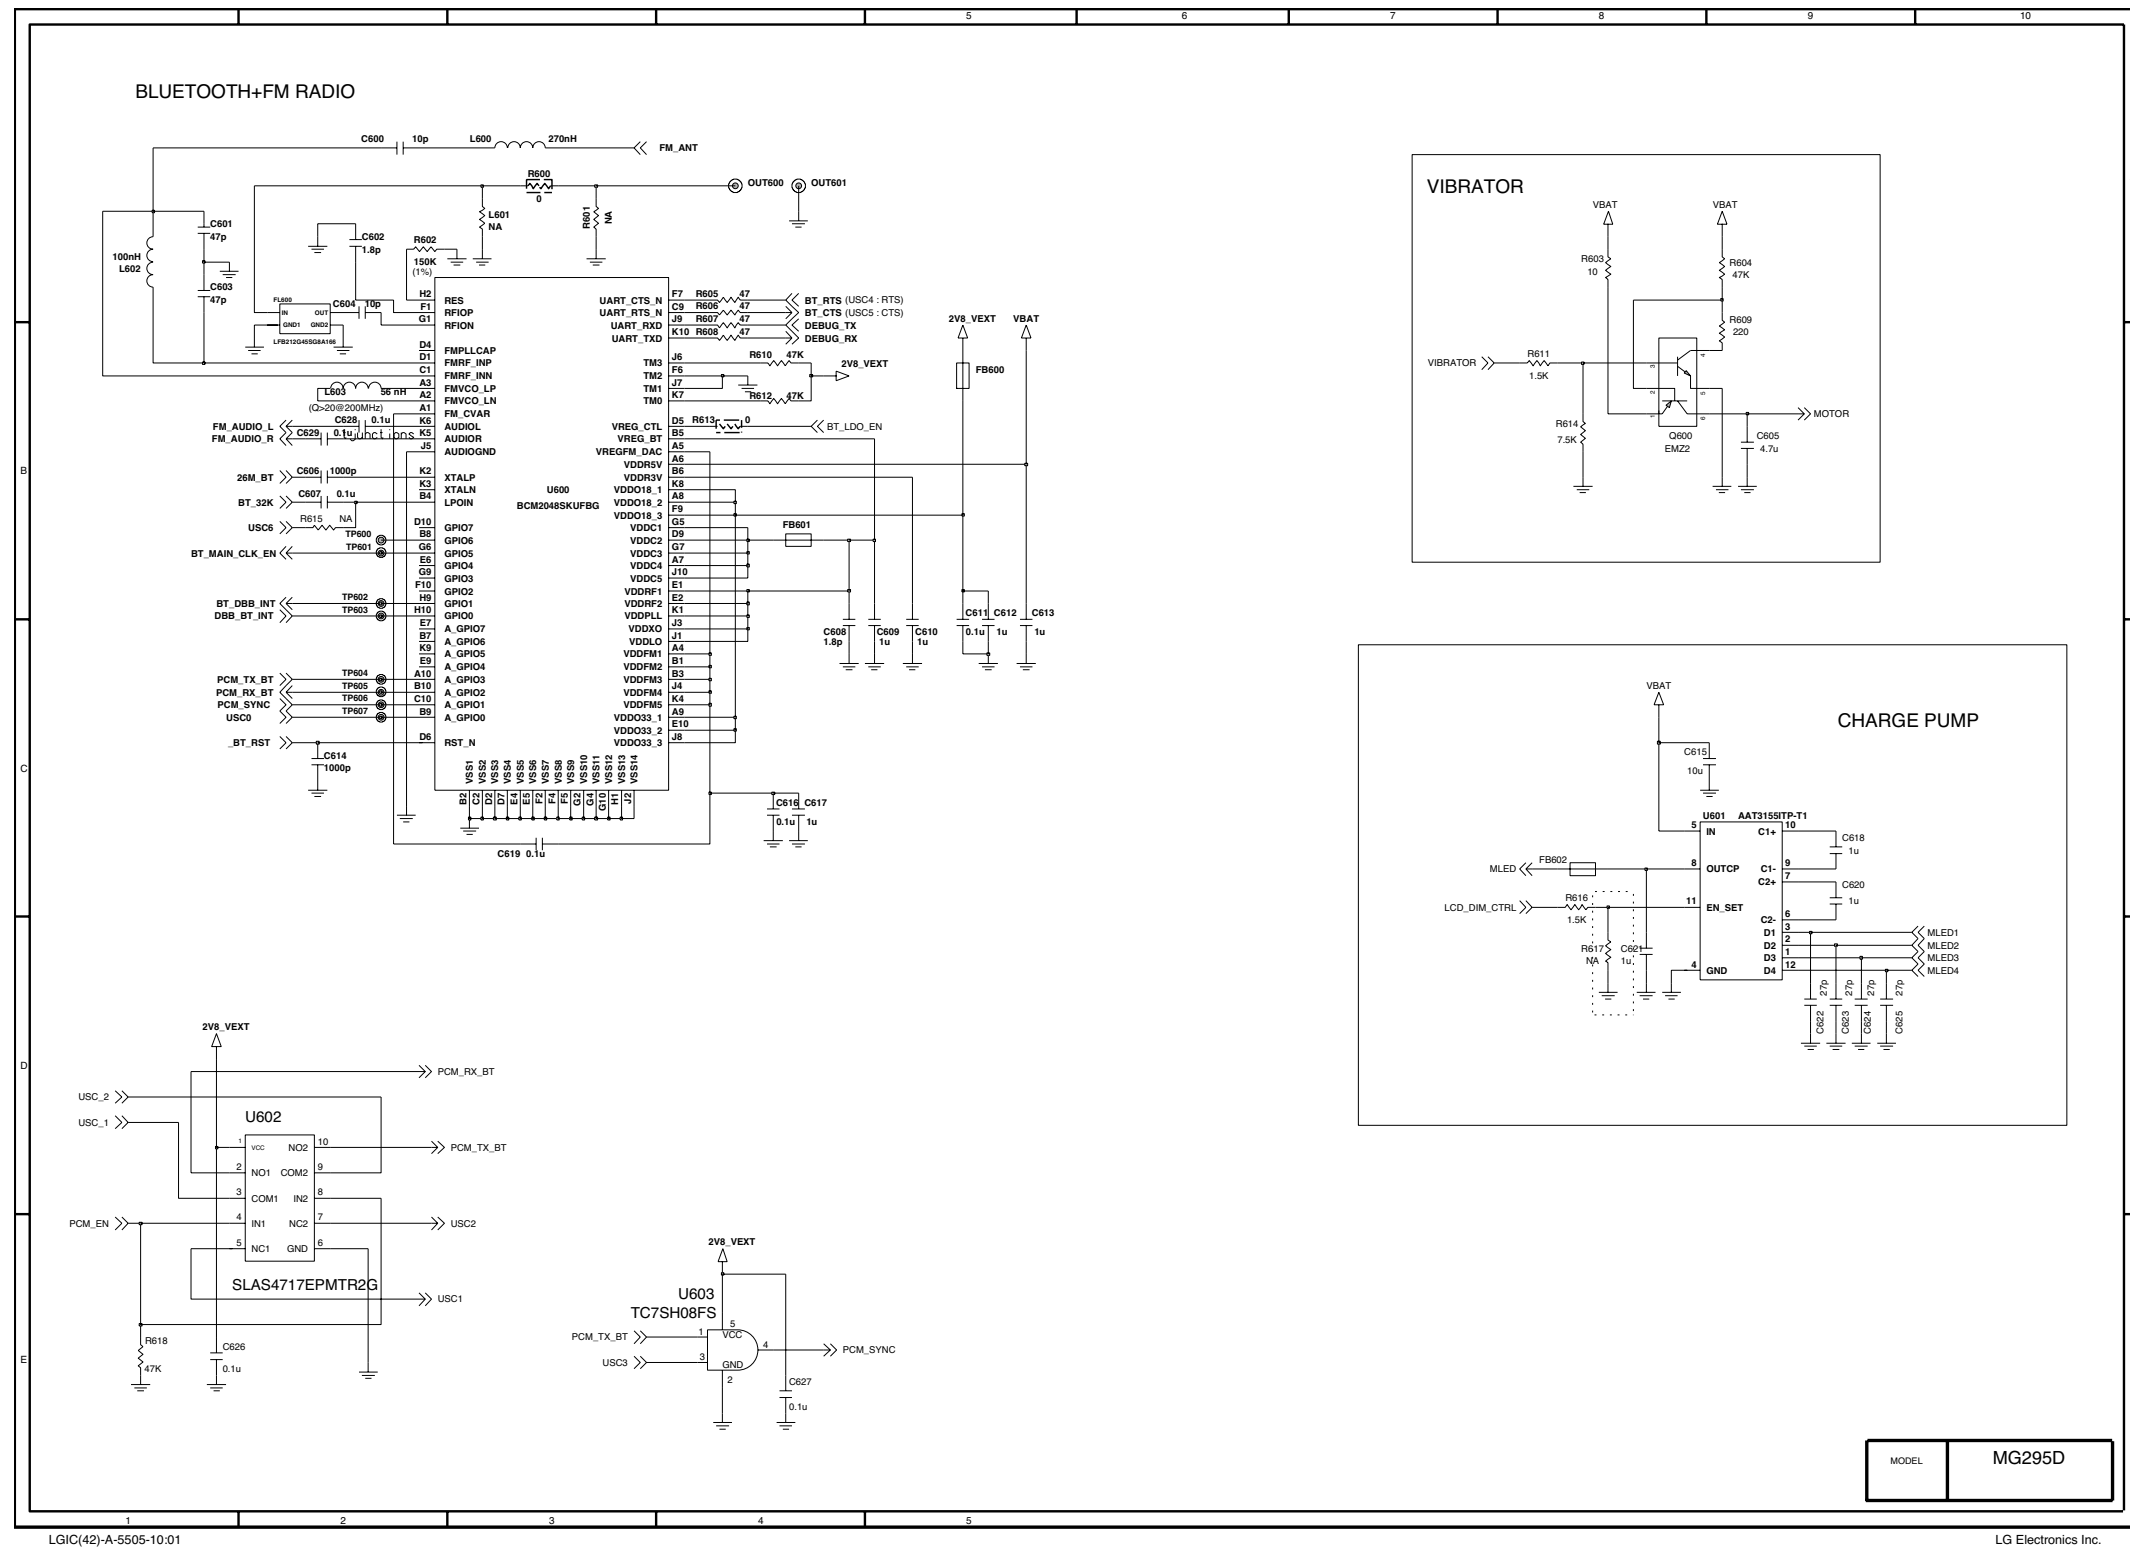 5 6 7 8 9 10
BLUETOOTH+FM RADIO
C600 10p L600 270nH FM_ANT
R600 0 OUT600 OUT601
L601 NA R601 NA
C601 47p
C602 1.8p
R602 150K (1%)
100nH L602
C603 47p
FL600 IN OUT GND1 GND2 LFB212G45SG8A166
C604 10p
H2 RES
F1 RFIOP
G1 RFION
D4 FMPLLCAP
D1 FMRF_INP
C1 FMRF_INN
A3 FMVCO_LP
A2 FMVCO_LN
A1 FM_CVAR
K6 AUDIOL
K5 AUDIOR
J5 AUDIOGND
K2 XTALP
K3 XTALN
B4 LPOIN
D10 GPIO7
B8 GPIO6
G6 GPIO5
E6 GPIO4
G9 GPIO3
F10 GPIO2
H9 GPIO1
H10 GPIO0
E7 A_GPIO7
B7 A_GPIO6
K9 A_GPIO5
E9 A_GPIO4
A10 A_GPIO3
B10 A_GPIO2
C10 A_GPIO1
B9 A_GPIO0
D6 RST_N
L603 56 nH
(Q>20@200MHz)
FM_AUDIO_L C628 0.1u
FM_AUDIO_R C629 0.1u
26M_BT C606 1000p
BT_32K C607 0.1u
USC6 R615 NA
TP600
BT_MAIN_CLK_EN TP601
BT_DBB_INT TP602
DBB_BT_INT TP603
PCM_TX_BT TP604
PCM_RX_BT TP605
PCM_SYNC TP606
USC0 TP607
_BT_RST
C614 1000p
U600
BCM2048SKUFBG
UART_CTS_N F7 R605 47 BT_RTS (USC4 : RTS)
UART_RTS_N C9 R606 47 BT_CTS (USC5 : CTS)
UART_RXD J9 R607 47 DEBUG_TX
UART_TXD K10 R608 47 DEBUG_RX
TM3 J6 R610 47K
TM2 F6 2V8_VEXT
TM1 J7
TM0 K7 R612 47K
VREG_CTL D5 R613 0 BT_LDO_EN
VREG_BT B5
VREGFM_DAC A5
VDDR5V A6
VDDR3V B6
VDDO18_1 K8
VDDO18_2 A8
VDDO18_3 F9
VDDC1 G5
VDDC2 D9
VDDC3 G7
VDDC4 A7
VDDC5 J10
VDDRF1 E1
VDDRF2 E2
VDDPLL K1
VDDXO J3
VDDLO J1
VDDFM1 A4
VDDFM2 B1
VDDFM3 B3
VDDFM4 J4
VDDFM5 K4
VDDO33_1 A9
VDDO33_2 E10
VDDO33_3 J8
VSS1 VSS2 VSS3 VSS4 VSS5 VSS6 VSS7 VSS8 VSS9 VSS10 VSS11 VSS12 VSS13 VSS14
B2 C2 D2 D7 E4 E5 F2 F4 F5 G2 G4 G10 H1 J2
2V8_VEXT VBAT
FB600
FB601
C608 1.8p
C609 1u
C610 1u
C611 0.1u
C612 1u
C613 1u
C616 0.1u
C617 1u
C619 0.1u
VIBRATOR
VBAT VBAT
R603 10
R604 47K
R609 220
VIBRATOR R611 1.5K
R614 7.5K
3 4 2 5 1 6
Q600
EMZ2
C605 4.7u
MOTOR
CHARGE PUMP
VBAT
C615 10u
U601 AAT3155ITP-T1
5 IN
8 OUTCP
11 EN_SET
4 GND
C1+ 10
C1- 9
C2+ 7
C2- 6
D1 3 MLED1
D2 2 MLED2
D3 1 MLED3
D4 12 MLED4
C618 1u
C620 1u
MLED FB602
LCD_DIM_CTRL R616 1.5K
R617 NA
C621 1u
27p 27p 27p 27p
C622 C623 C624 C625
2V8_VEXT
PCM_RX_BT
USC_2
USC_1
U602
1 VCC NO2 10 PCM_TX_BT
2 NO1 COM2 9
3 COM1 IN2 8
PCM_EN 4 IN1 NC2 7 USC2
5 NC1 GND 6
SLAS4717EPMTR2G
USC1
R618 47K
C626 0.1u
2V8_VEXT
U603
TC7SH08FS
PCM_TX_BT 1 5 VCC 4 PCM_SYNC
USC3 3 GND 2
C627 0.1u
B
C
D
E
MODEL MG295D
1 2 3 4 5
LGIC(42)-A-5505-10:01 LG Electronics Inc.